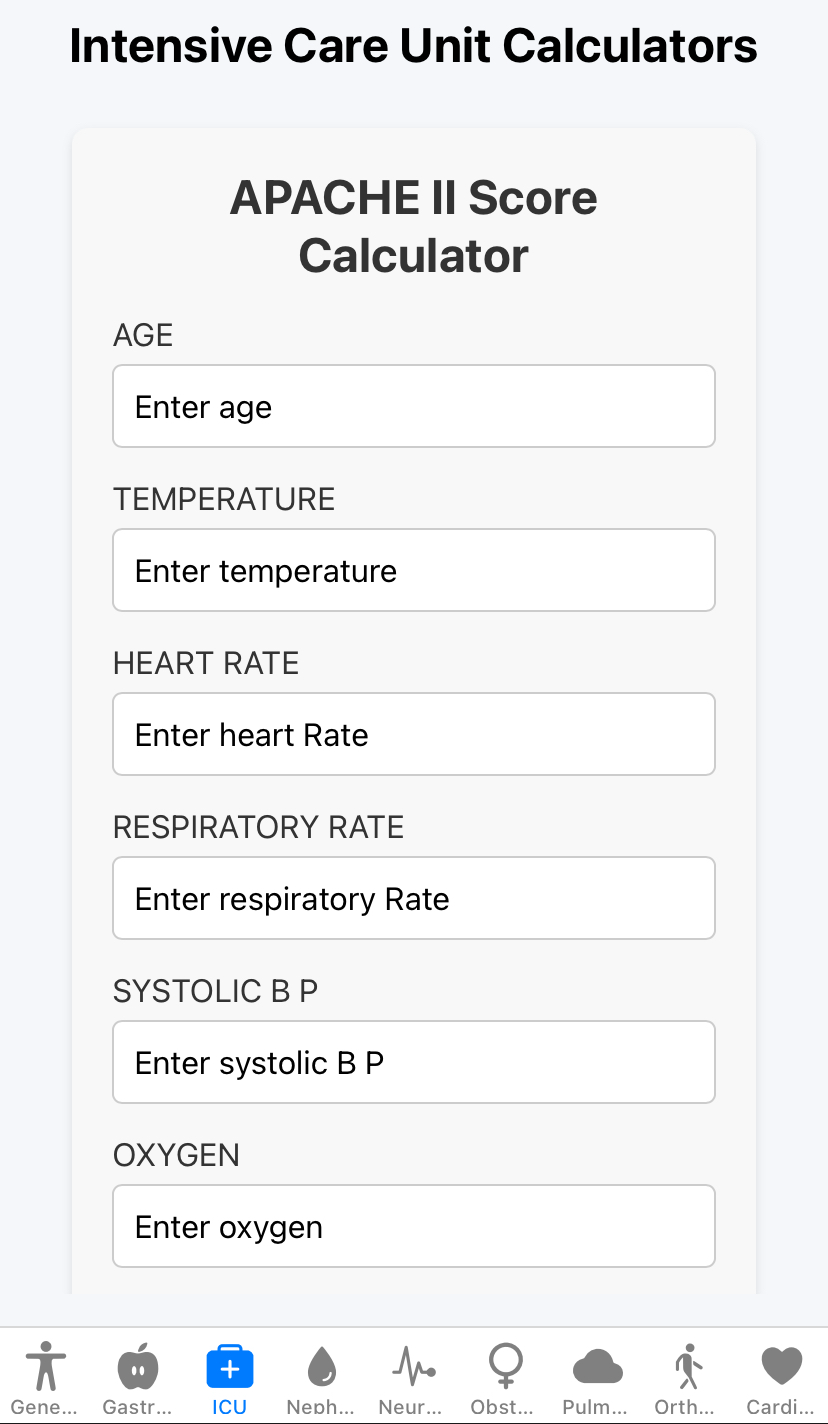 Intensive Care Unit Calculators
APACHE II Score
Calculator
AGE
Enter age
TEMPERATURE
Enter temperature
HEART RATE
Enter heart Rate
RESPIRATORY RATE
Enter respiratory Rate
SYSTOLIC B P
Enter systolic B P
OXYGEN
Enter oxygen
Gene... Gastr... ICU Neph... Neur... Obst... Pulm... Orth... Cardi...